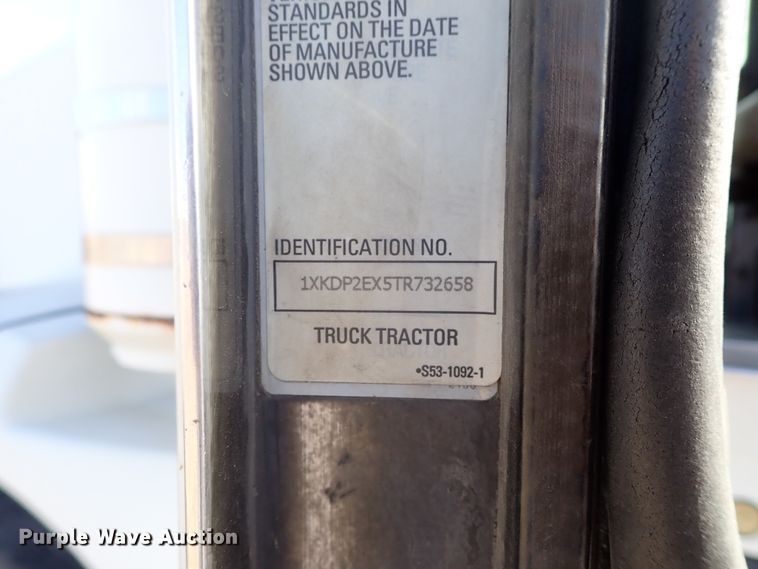 STANDARDS IN
EFFECT ON THE DATE
OF MANUFACTURE
SHOWN ABOVE.
IDENTIFICATION NO.
1XKDP2EX5TR732658
TRUCK TRACTOR
•S53-1092-1
Purple Wave Auction